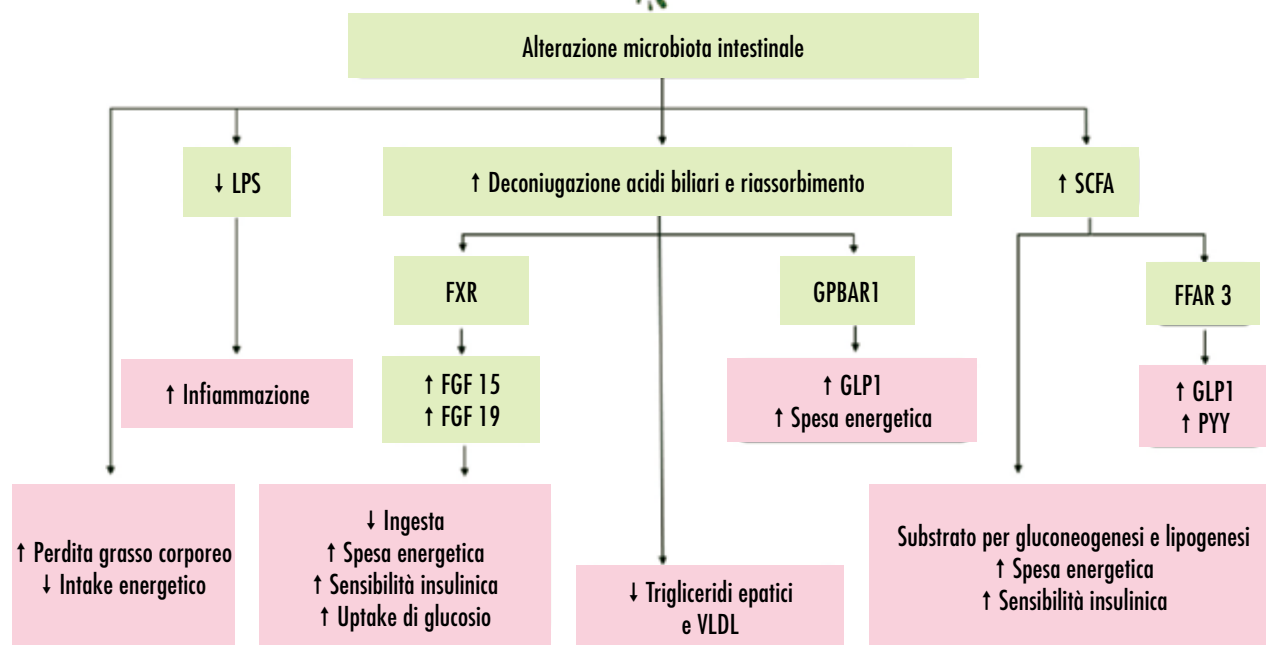 Alterazione microbiota intestinale
↓ LPS
↑ Deconiugazione acidi biliari e riassorbimento
↑ SCFA
FXR
GPBAR1
FFAR 3
↑ Infiammazione
↑ FGF 15
↑ FGF 19
↑ GLP1
↑ Spesa energetica
↑ GLP1
↑ PYY
↑ Perdita grasso corporeo
↓ Intake energetico
↓ Ingesta
↑ Spesa energetica
↑ Sensibilità insulinica
↑ Uptake di glucosio
↓ Trigliceridi epatici
e VLDL
Substrato per gluconeogenesi e lipogenesi
↑ Spesa energetica
↑ Sensibilità insulinica